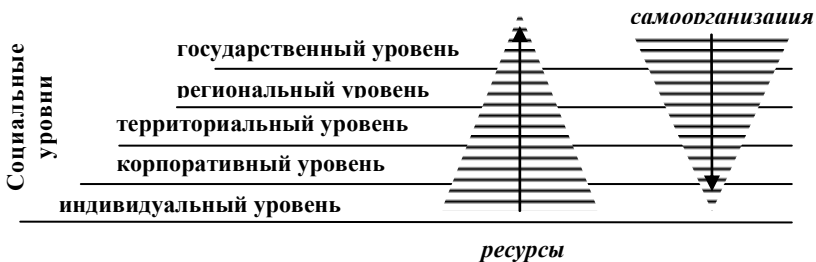 самоорганизация
государственный уровень
региональный уровень
территориальный уровень
корпоративный уровень
индивидуальный уровень
Социальные
уровни
ресурсы